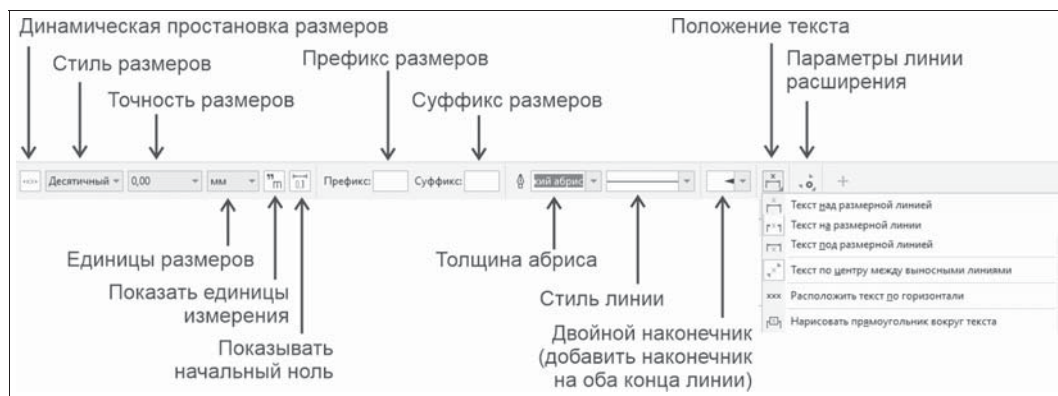 Динамическая простановка размеров
Положение текста
Стиль размеров
Префикс размеров
Параметры линии
расширения
Точность размеров
Суффикс размеров
Десятичный
0,00
мм
"m
Префикс:
Суффикс:
кий абрис
Текст над размерной линией
Текст на размерной линии
Текст под размерной линией
Текст по центру между выносными линиями
xxx Расположить текст по горизонтали
Нарисовать прямоугольник вокруг текста
Единицы размеров
Толщина абриса
Показать единицы
измерения
Стиль линии
Показывать
начальный ноль
Двойной наконечник
(добавить наконечник
на оба конца линии)